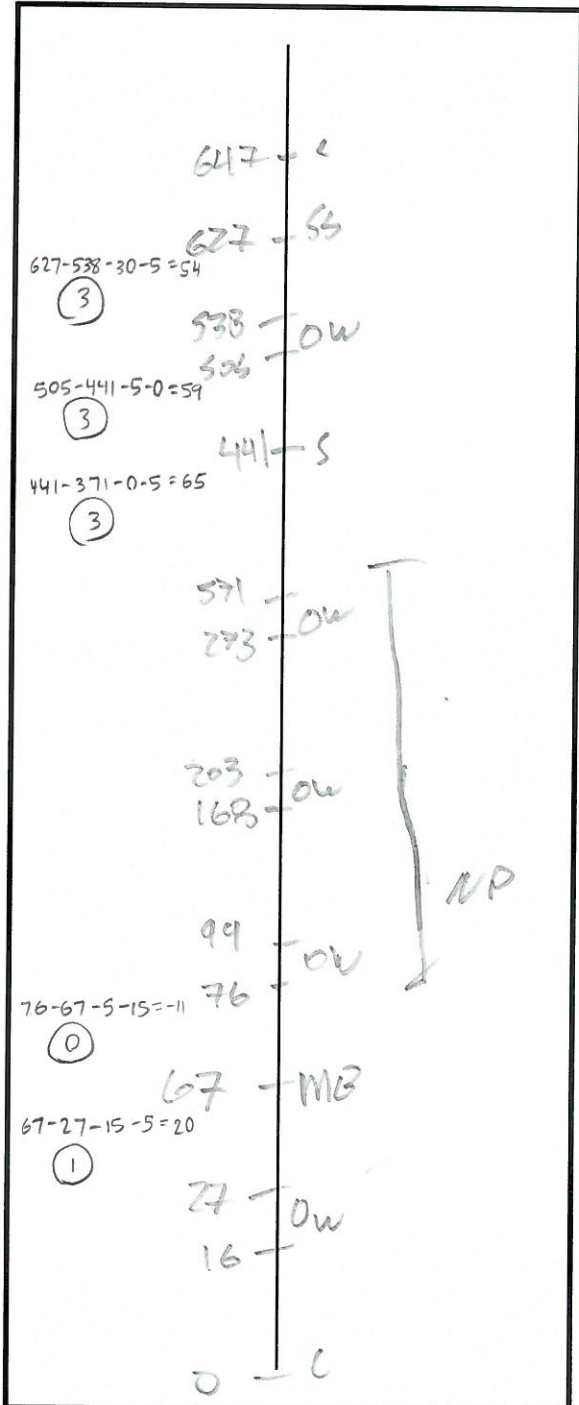 647 - C
627 - SS
627-538-30-5=54
3
538 - OW
505 -
505-441-5-0=59
3
441 - S
441-371-0-5=65
3
571 - OW
273 -
203 - OW
168 -
NP
99 - OW
76 -
76-67-5-15=-11
0
67 - MB
67-27-15-5=20
1
27 - OW
16 -
0 - C